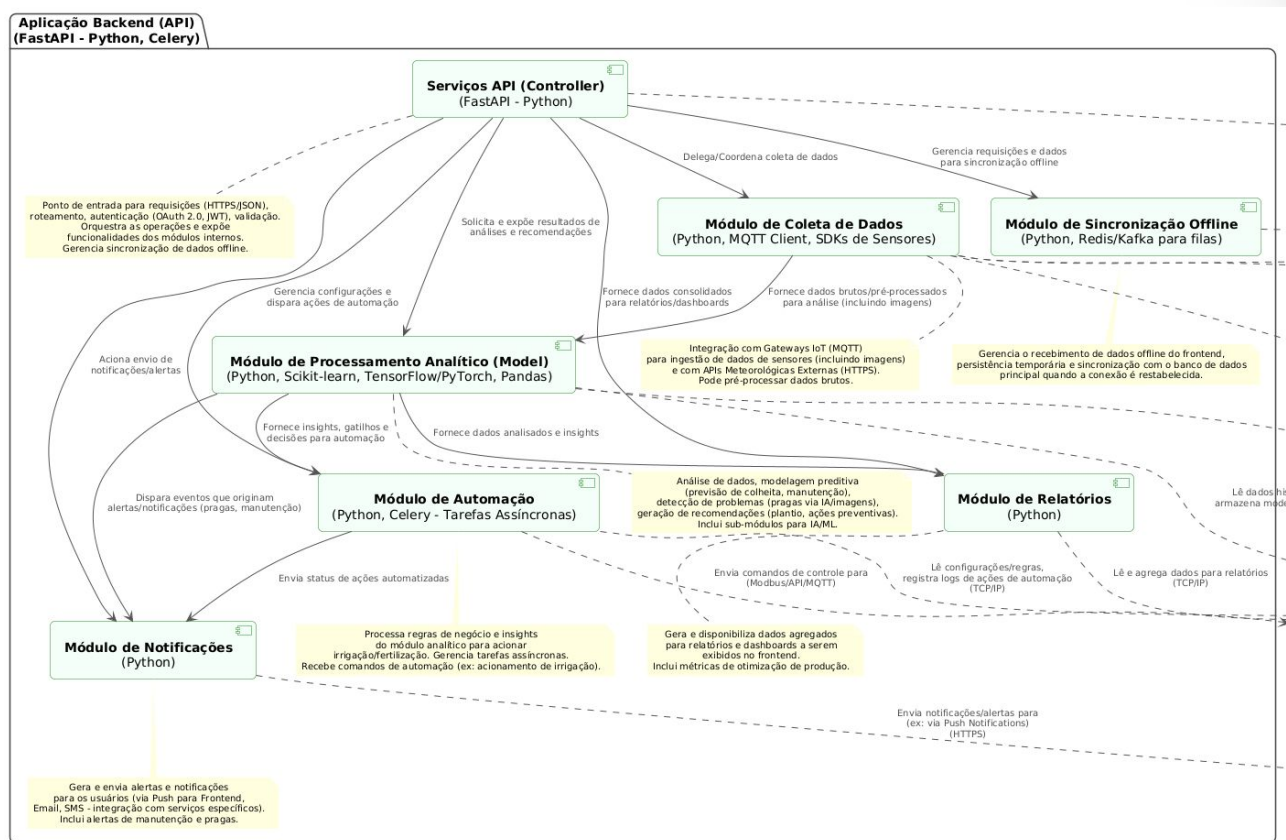 Aplicação Backend (API)
(FastAPI - Python, Celery)
Serviços API (Controller)
(FastAPI - Python)
Delega/Coordena coleta de dados
Gerencia requisições e dados
para sincronização offline
Ponto de entrada para requisições (HTTPS/JSON),
roteamento, autenticação (OAuth 2.0, JWT), validação.
Orquestra as operações e expõe
funcionalidades dos módulos internos.
Gerencia sincronização de dados offline.
Solicita e expõe resultados de
análises e recomendações
Módulo de Coleta de Dados
(Python, MQTT Client, SDKs de Sensores)
Módulo de Sincronização Offline
(Python, Redis/Kafka para filas)
Gerencia configurações e
dispara ações de automação
Fornece dados consolidados
para relatórios/dashboards
Fornece dados brutos/pré-processados
para análise (incluindo imagens)
Aciona envio de
notificações/alertas
Módulo de Processamento Analítico (Model)
(Python, Scikit-learn, TensorFlow/PyTorch, Pandas)
Integração com Gateways IoT (MQTT)
para ingestão de dados de sensores (incluindo imagens)
e com APIs Meteorológicas Externas (HTTPS).
Pode pré-processar dados brutos.
Gerencia o recebimento de dados offline do frontend,
persistência temporária e sincronização com o banco de dados
principal quando a conexão é restabelecida.
Fornece insights, gatilhos e
decisões para automação
Fornece dados analisados e insights
Dispara eventos que originam
alertas/notificações (pragas, manutenção)
Módulo de Automação
(Python, Celery - Tarefas Assíncronas)
Análise de dados, modelagem preditiva
(previsão de colheita, manutenção),
detecção de problemas (pragas via IA/imagens),
geração de recomendações (plantio, ações preventivas).
Inclui sub-módulos para IA/ML.
Módulo de Relatórios
(Python)
Lê dados
armazena
Envia status de ações automatizadas
Envia comandos de controle para
(Modbus/API/MQTT)
Lê configurações/regras,
registra logs de ações de automação
(TCP/IP)
Lê e agrega dados para relatórios
(TCP/IP)
Módulo de Notificações
(Python)
Processa regras de negócio e insights
do módulo analítico para acionar
irrigação/fertilização. Gerencia tarefas assíncronas.
Recebe comandos de automação (ex: acionamento de irrigação).
Gera e disponibiliza dados agregados
para relatórios e dashboards a serem
exibidos no frontend.
Inclui métricas de otimização de produção.
Envia notificações/alertas para
(ex: via Push Notifications)
(HTTPS)
Gera e envia alertas e notificações
para os usuários (via Push para Frontend,
Email, SMS - integração com serviços específicos).
Inclui alertas de manutenção e pragas.